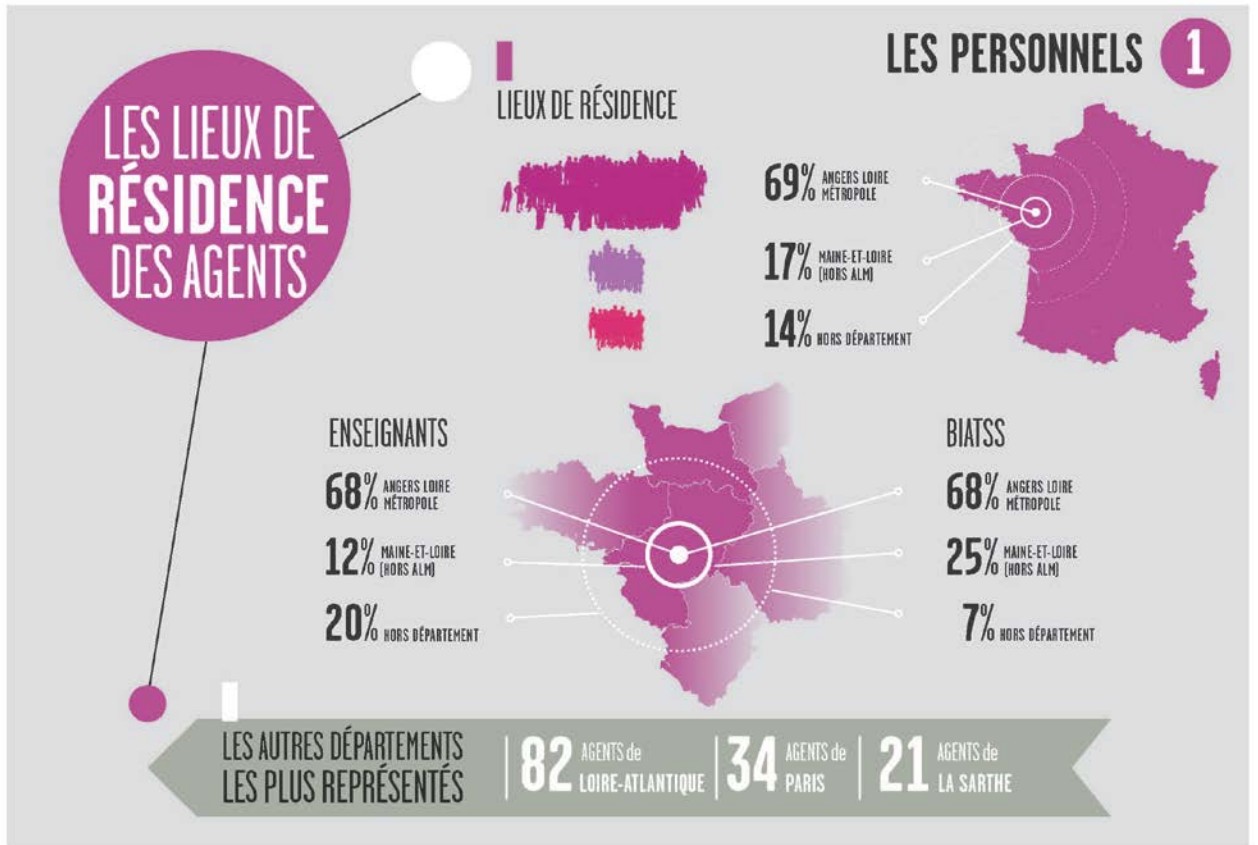 LES PERSONNELS 1
LES LIEUX DE
RÉSIDENCE
DES AGENTS
LIEUX DE RÉSIDENCE
69% ANGERS LOIRE
MÉTROPOLE
17% MAINE-ET-LOIRE
(HORS ALM)
14% HORS DÉPARTEMENT
ENSEIGNANTS
68% ANGERS LOIRE
MÉTROPOLE
12% MAINE-ET-LOIRE
(HORS ALM)
20% HORS DÉPARTEMENT
BIATSS
68% ANGERS LOIRE
MÉTROPOLE
25% MAINE-ET-LOIRE
(HORS ALM)
7% HORS DÉPARTEMENT
LES AUTRES DÉPARTEMENTS
LES PLUS REPRÉSENTÉS
82 AGENTS de
LOIRE-ATLANTIQUE
34 AGENTS de
PARIS
21 AGENTS de
LA SARTHE